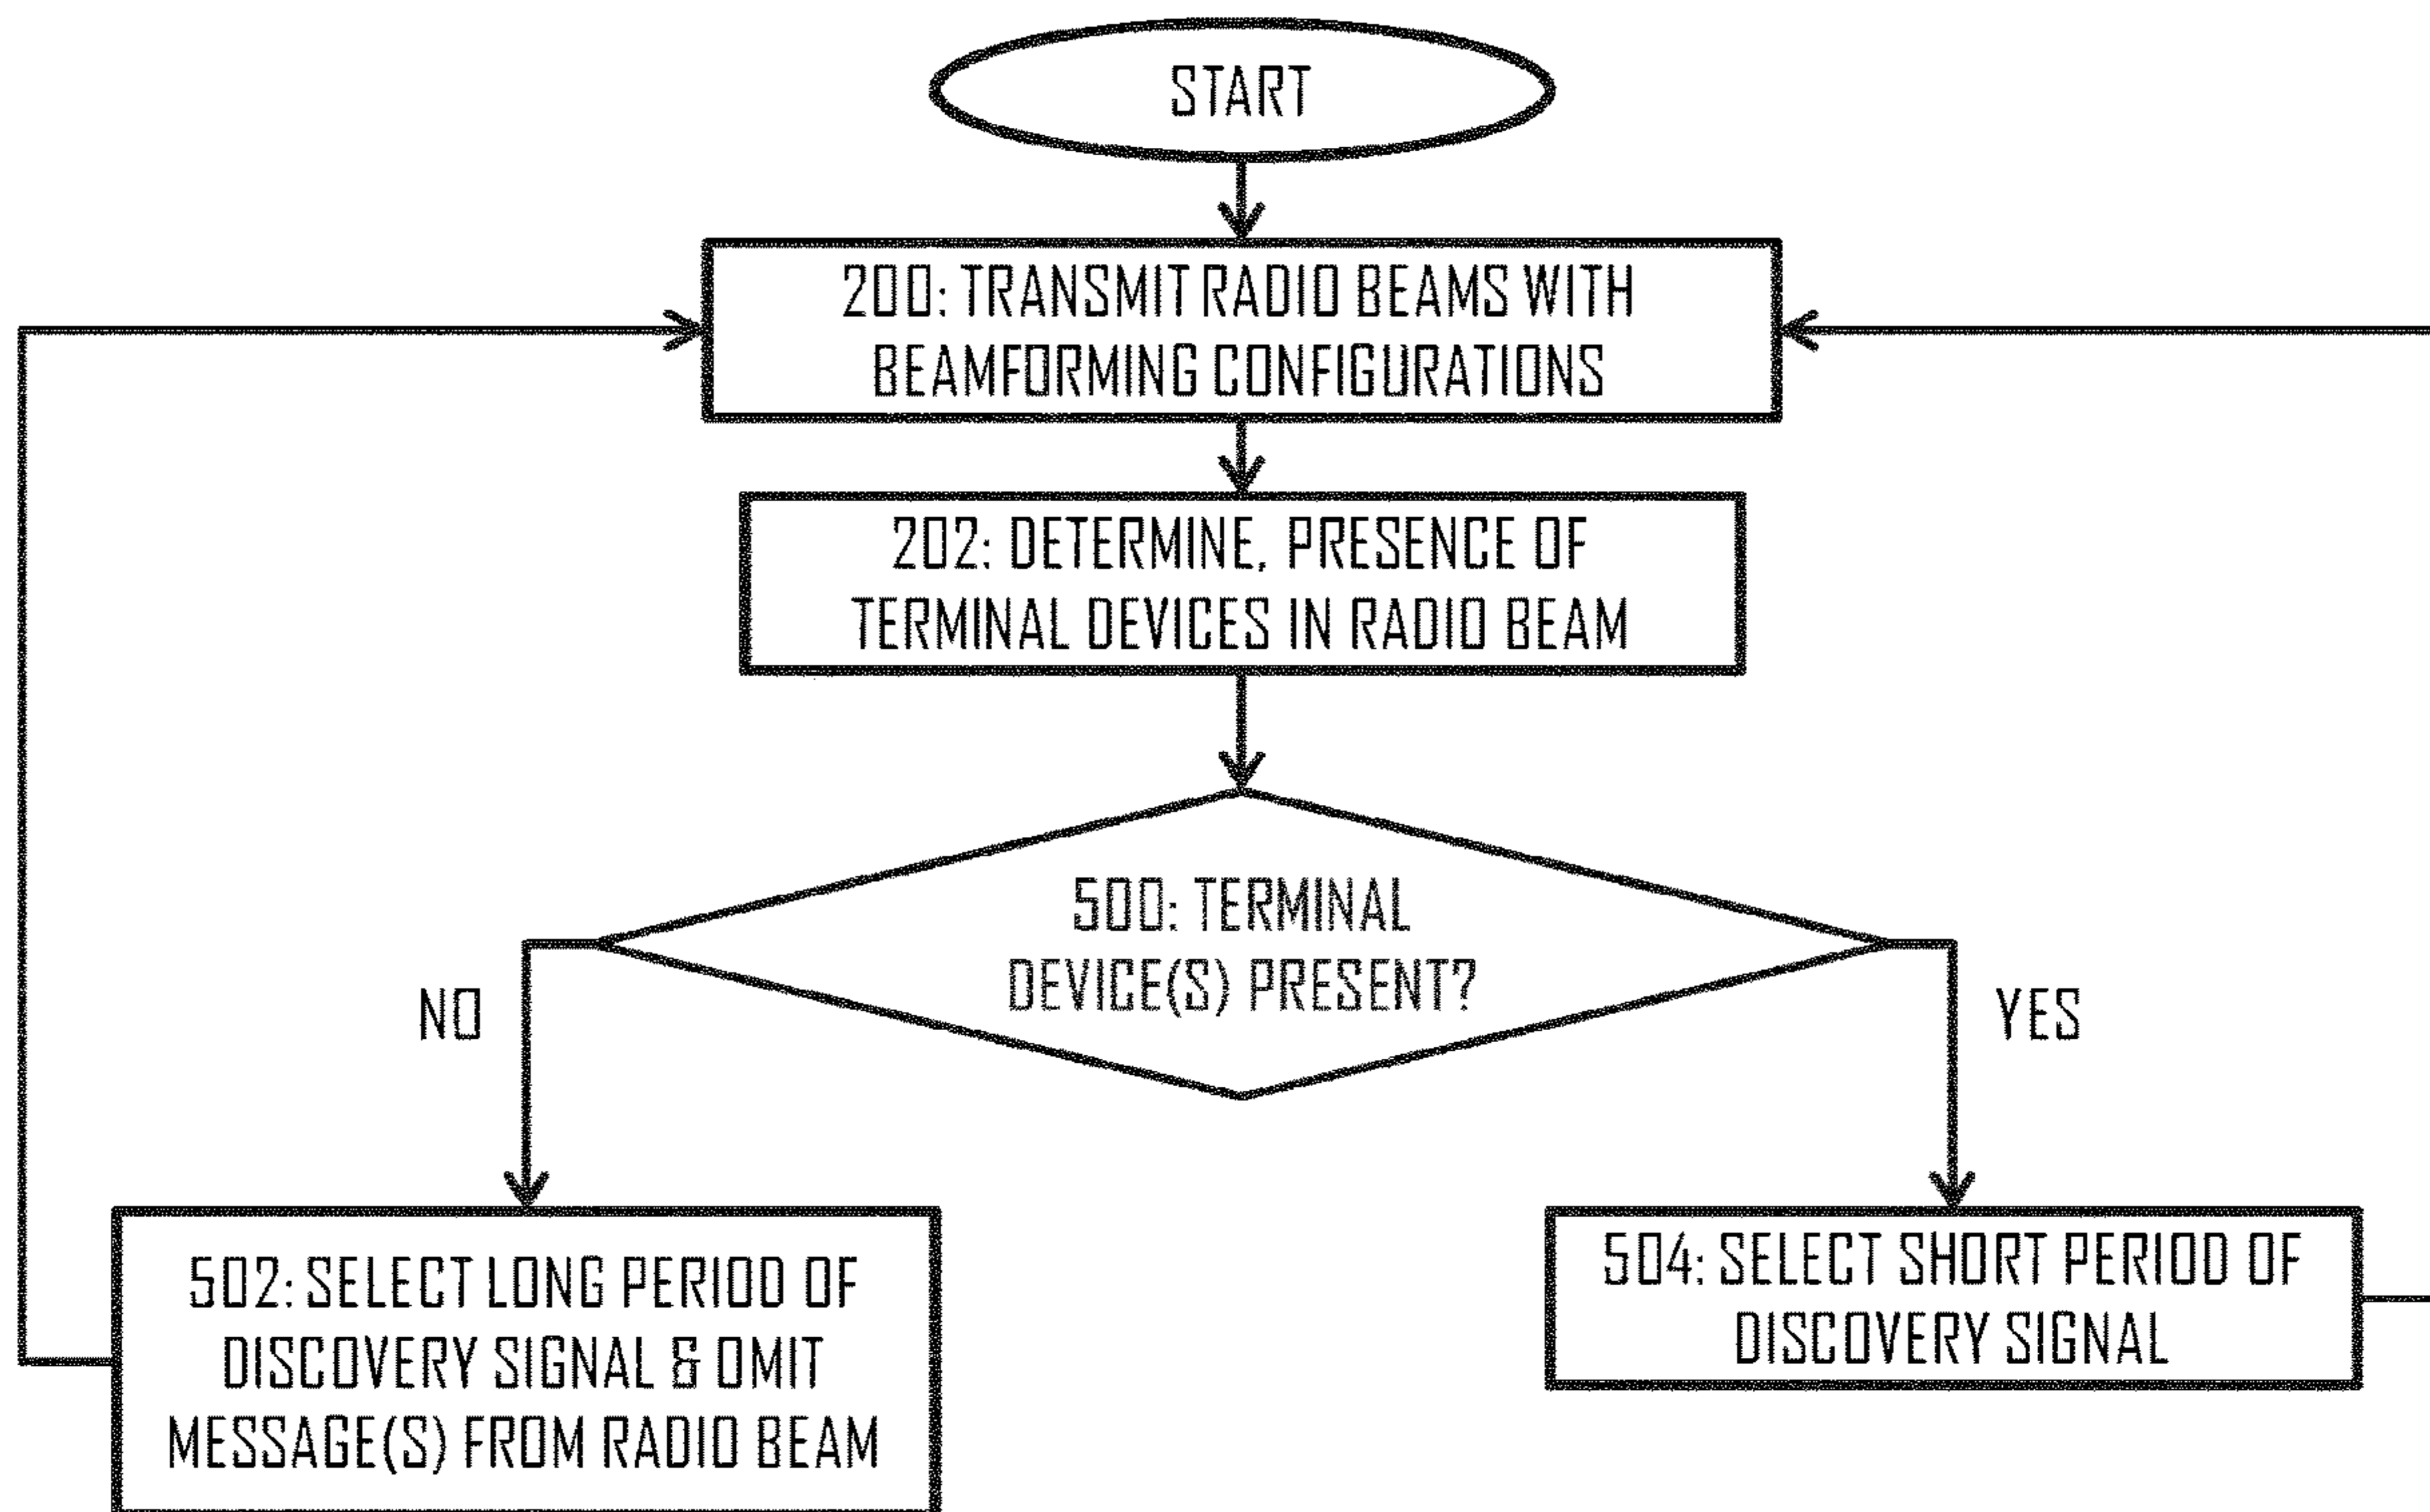 START
200: TRANSMIT RADIO BEAMS WITH
BEAMFORMING CONFIGURATIONS
202: DETERMINE, PRESENCE OF
TERMINAL DEVICES IN RADIO BEAM
500: TERMINAL
DEVICE(S) PRESENT?
NO
YES
502: SELECT LONG PERIOD OF
DISCOVERY SIGNAL & OMIT
MESSAGE(S) FROM RADIO BEAM
504: SELECT SHORT PERIOD OF
DISCOVERY SIGNAL